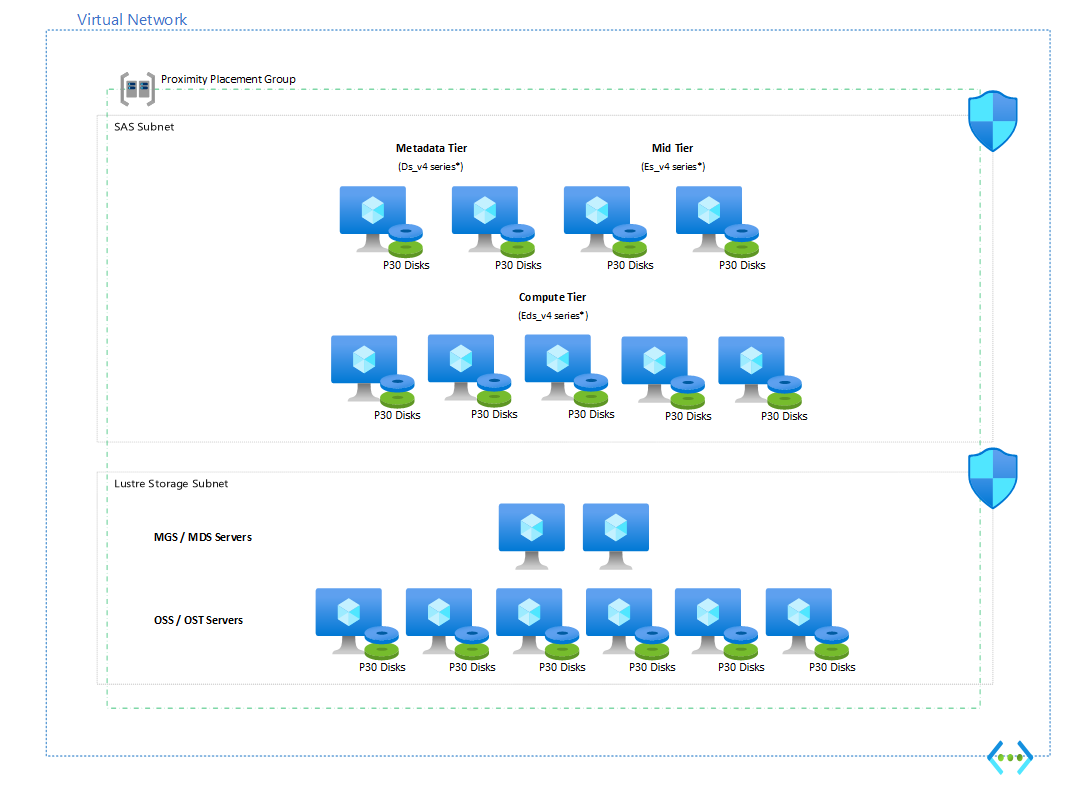 Virtual Network
Proximity Placement Group
SAS Subnet
Metadata Tier
(Ds_v4 series*)
Mid Tier
(Es_v4 series*)
P30 Disks
P30 Disks
P30 Disks
P30 Disks
Compute Tier
(Eds_v4 series*)
P30 Disks
P30 Disks
P30 Disks
P30 Disks
P30 Disks
Lustre Storage Subnet
MGS / MDS Servers
OSS / OST Servers
P30 Disks
P30 Disks
P30 Disks
P30 Disks
P30 Disks
P30 Disks